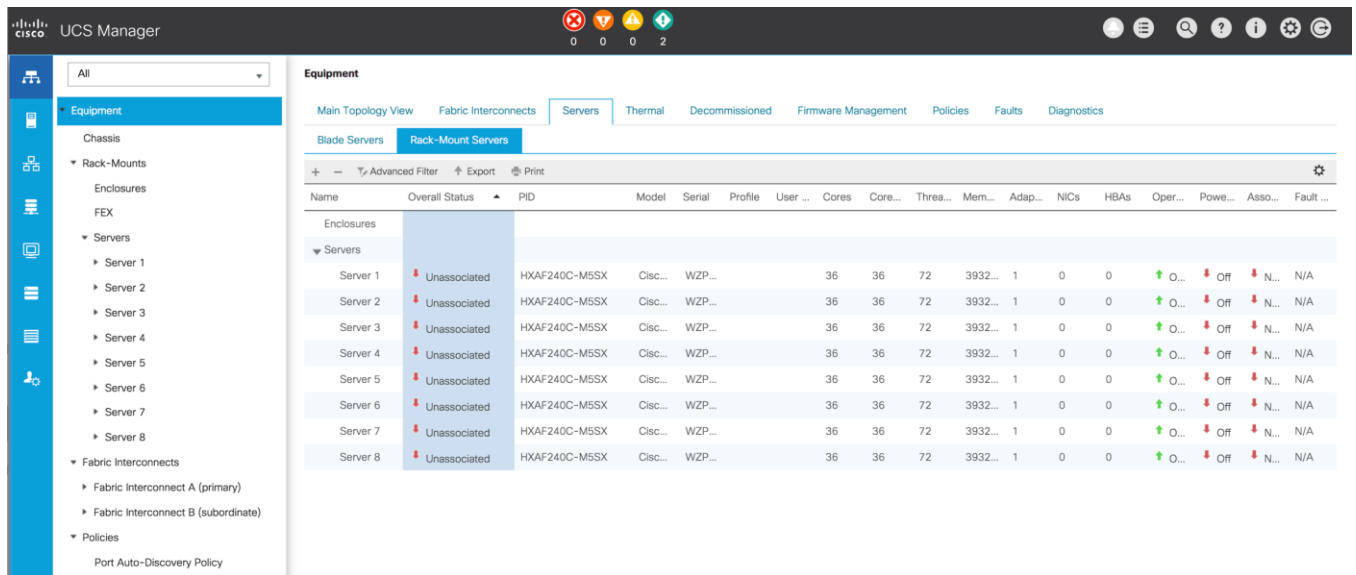 cisco UCS Manager
0 0 0 2
All
Equipment
Chassis
Rack-Mounts
Enclosures
FEX
Servers
Server 1
Server 2
Server 3
Server 4
Server 5
Server 6
Server 7
Server 8
Fabric Interconnects
Fabric Interconnect A (primary)
Fabric Interconnect B (subordinate)
Policies
Port Auto-Discovery Policy
Equipment
Main Topology View Fabric Interconnects Servers Thermal Decommissioned Firmware Management Policies Faults Diagnostics
Blade Servers Rack-Mount Servers
+ − Advanced Filter Export Print
Name Overall Status PID Model Serial Profile User ... Cores Core... Threa... Mem... Adap... NICs HBAs Oper... Powe... Asso... Fault ...
Enclosures
Servers
Server 1 Unassociated HXAF240C-M5SX Cisc... WZP... 36 36 72 3932... 1 0 0 O... Off N... N/A
Server 2 Unassociated HXAF240C-M5SX Cisc... WZP... 36 36 72 3932... 1 0 0 O... Off N... N/A
Server 3 Unassociated HXAF240C-M5SX Cisc... WZP... 36 36 72 3932... 1 0 0 O... Off N... N/A
Server 4 Unassociated HXAF240C-M5SX Cisc... WZP... 36 36 72 3932... 1 0 0 O... Off N... N/A
Server 5 Unassociated HXAF240C-M5SX Cisc... WZP... 36 36 72 3932... 1 0 0 O... Off N... N/A
Server 6 Unassociated HXAF240C-M5SX Cisc... WZP... 36 36 72 3932... 1 0 0 O... Off N... N/A
Server 7 Unassociated HXAF240C-M5SX Cisc... WZP... 36 36 72 3932... 1 0 0 O... Off N... N/A
Server 8 Unassociated HXAF240C-M5SX Cisc... WZP... 36 36 72 3932... 1 0 0 O... Off N... N/A